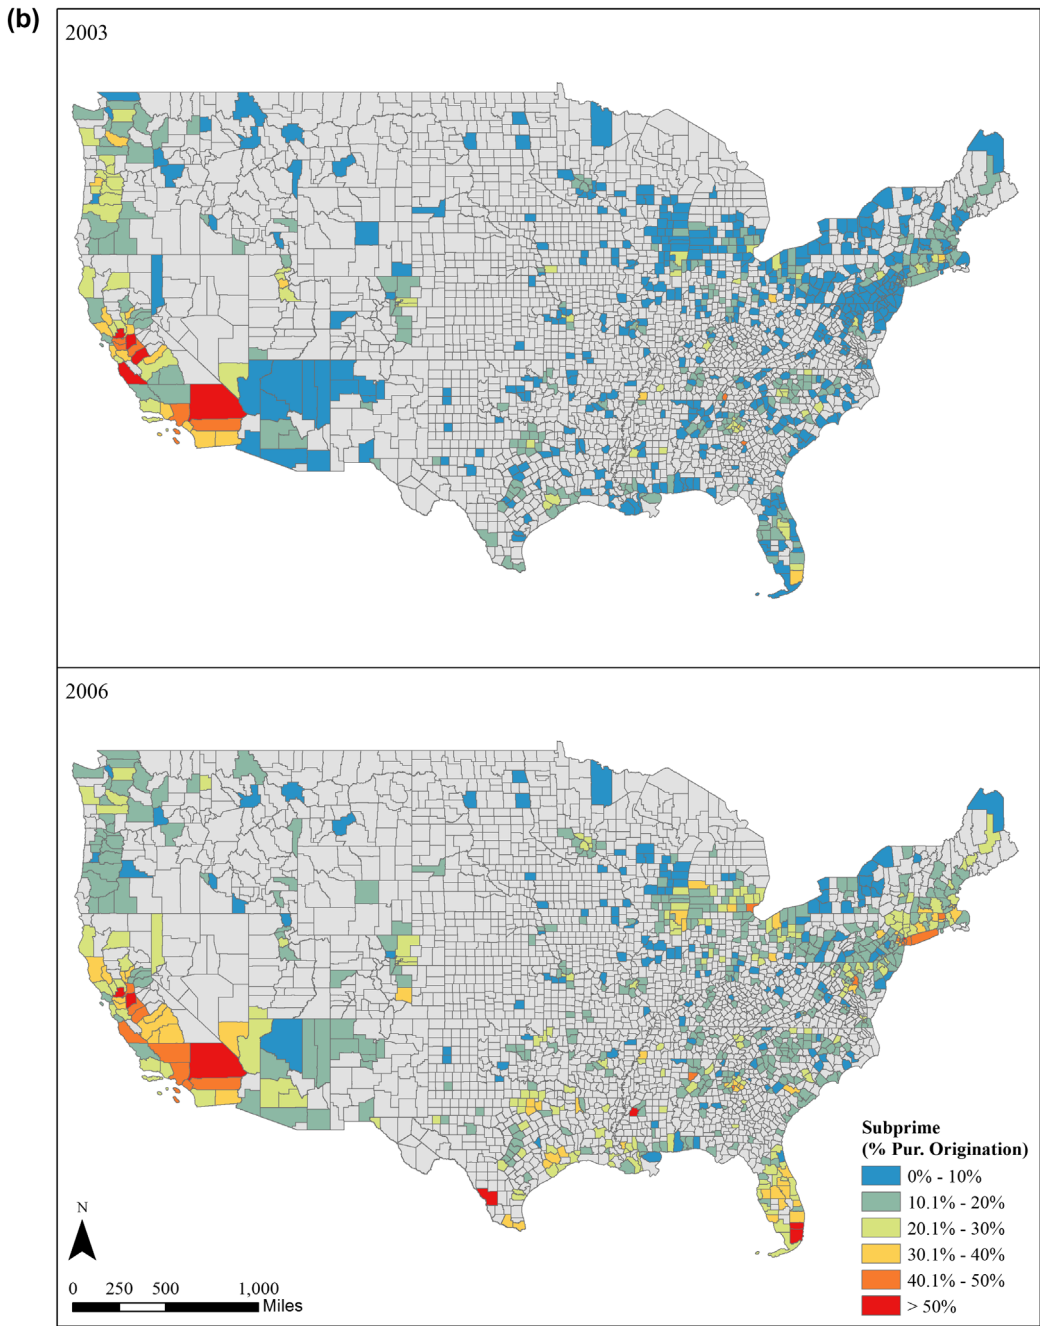 (b)
2003
2006
Subprime
(% Pur. Origination)
0% - 10%
10.1% - 20%
20.1% - 30%
30.1% - 40%
40.1% - 50%
> 50%
N
0 250 500 1,000
Miles